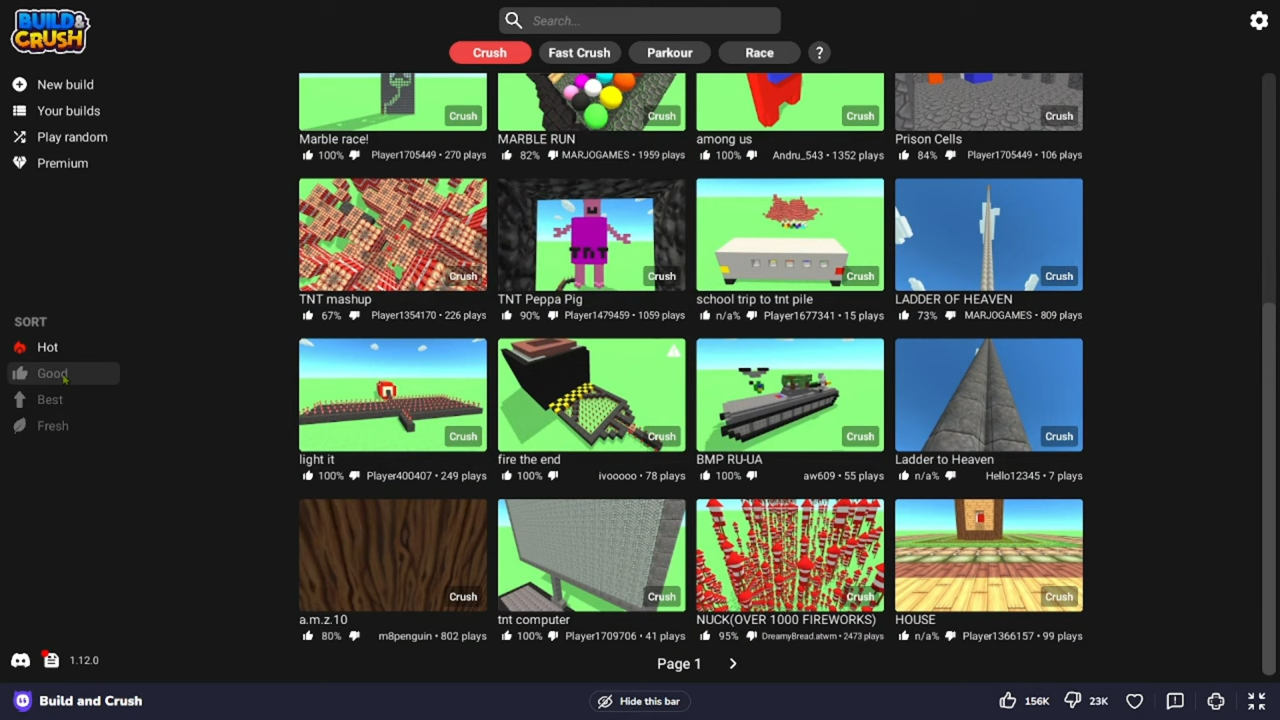 BUILD&
CRUSH
Search...
Crush
Fast Crush
Parkour
Race
?
New build
Your builds
Play random
Premium
SORT
Hot
Good
Best
Fresh
1.12.0
Crush
Crush
Crush
Crush
Marble race!
MARBLE RUN
among us
Prison Cells
100% Player1705449 • 270 plays
82% MARJOGAMES • 1959 plays
100% Andru_543 • 1352 plays
84% Player1705449 • 106 plays
TNT
Crush
Crush
Crush
Crush
TNT mashup
TNT Peppa Pig
school trip to tnt pile
LADDER OF HEAVEN
67% Player1354170 • 226 plays
90% Player1479459 • 1059 plays
n/a% Player1677341 • 15 plays
73% MARJOGAMES • 809 plays
Crush
Crush
Crush
Crush
light it
fire the end
BMP RU-UA
Ladder to Heaven
100% Player400407 • 249 plays
100% ivooooo • 78 plays
100% aw609 • 55 plays
n/a% Hello12345 • 7 plays
Crush
Crush
Crush
Crush
a.m.z.10
tnt computer
NUCK(OVER 1000 FIREWORKS)
HOUSE
80% m8penguin • 802 plays
100% Player1709706 • 41 plays
95% DreamyBread.atwm • 2473 plays
n/a% Player1366157 • 99 plays
Page 1
Build and Crush
Hide this bar
156K
23K